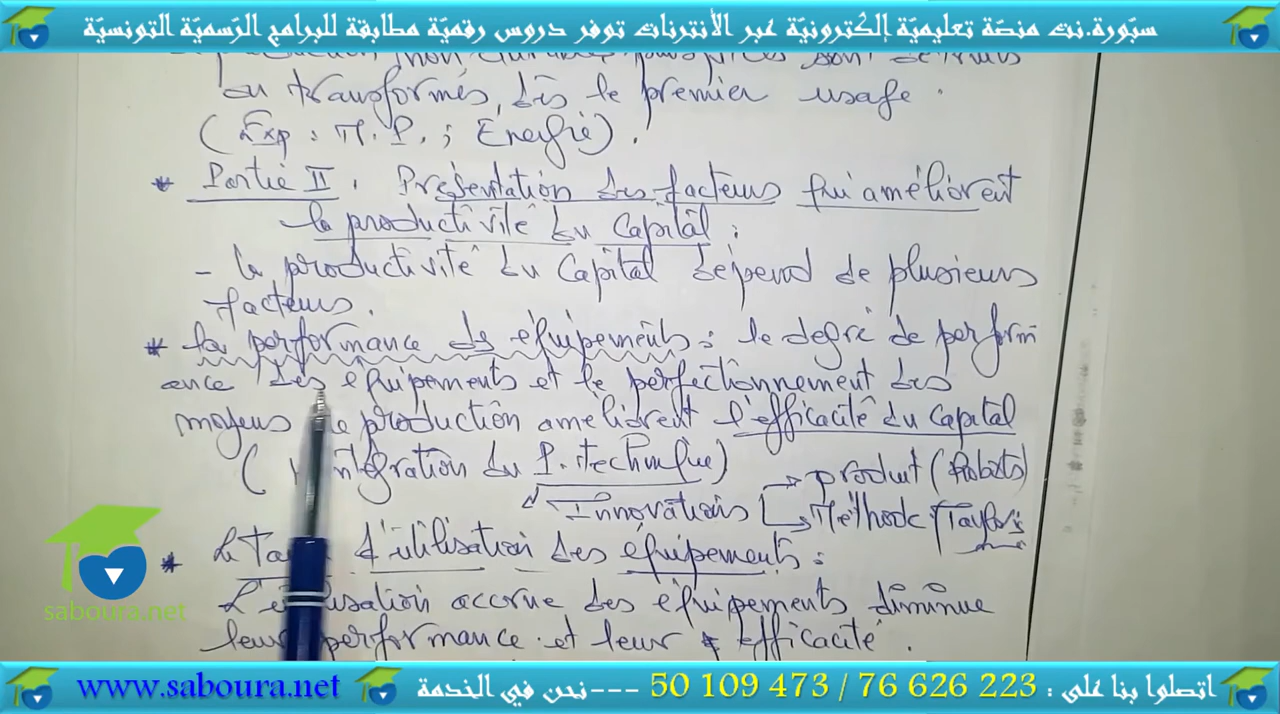 سبّورة.نت منصّة تعليميّة إلكترونيّة عبر الأنترنات توفر دروس رقميّة مطابقة للبرامج الرّسميّة التونسيّة
ou transformés, dès le premier usage.
(Exp : M.P. ; Energie).
* Partie II. Présentation des facteurs qui améliorent
la productivité du Capital :
- la productivité du Capital dépend de plusieurs
facteurs.
* la performance des équipements : le degré de perform
ance des équipements et le perfectionnement des
moyens de production améliorent l'efficacité du Capital
( intégration du P. technique)
Innovations → produit (Robots)
→ Méthode (Taylor
* Le Taux d'utilisation des équipements :
L'utilisation accrue des équipements diminue
leur performance et leur efficacité.
saboura.net
www.saboura.net
اتصلوا بنا على : 223 626 76 / 473 109 50 ---نحن في الخدمة